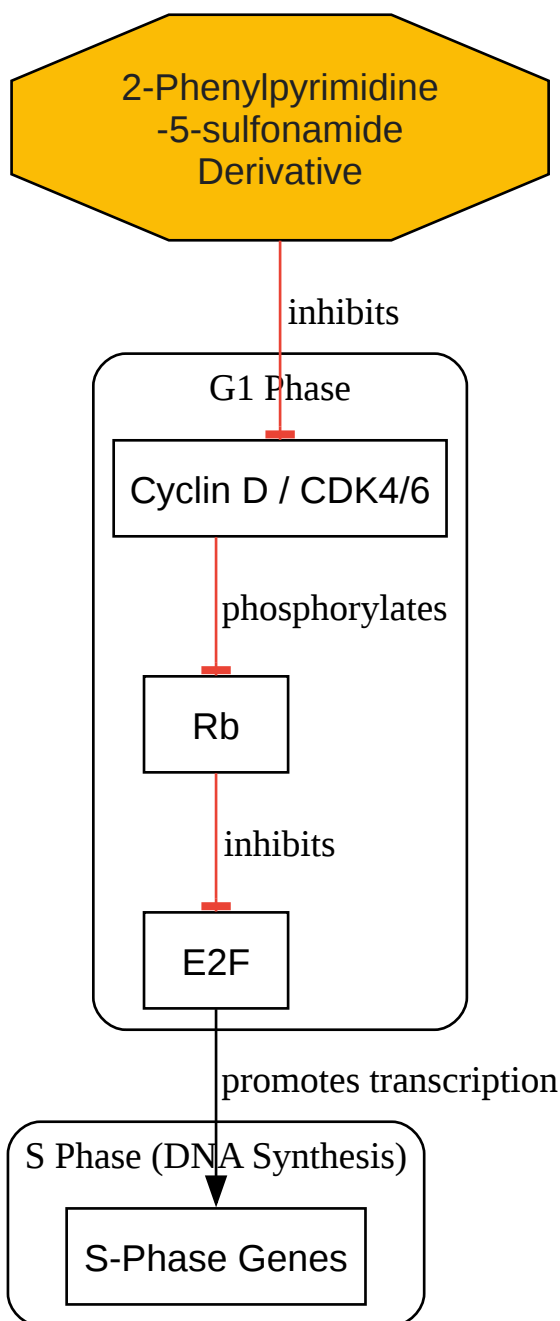 2-Phenylpyrimidine
-5-sulfonamide
Derivative
inhibits
G1 Phase
Cyclin D / CDK4/6
phosphorylates
Rb
inhibits
E2F
promotes transcription
S Phase (DNA Synthesis)
S-Phase Genes